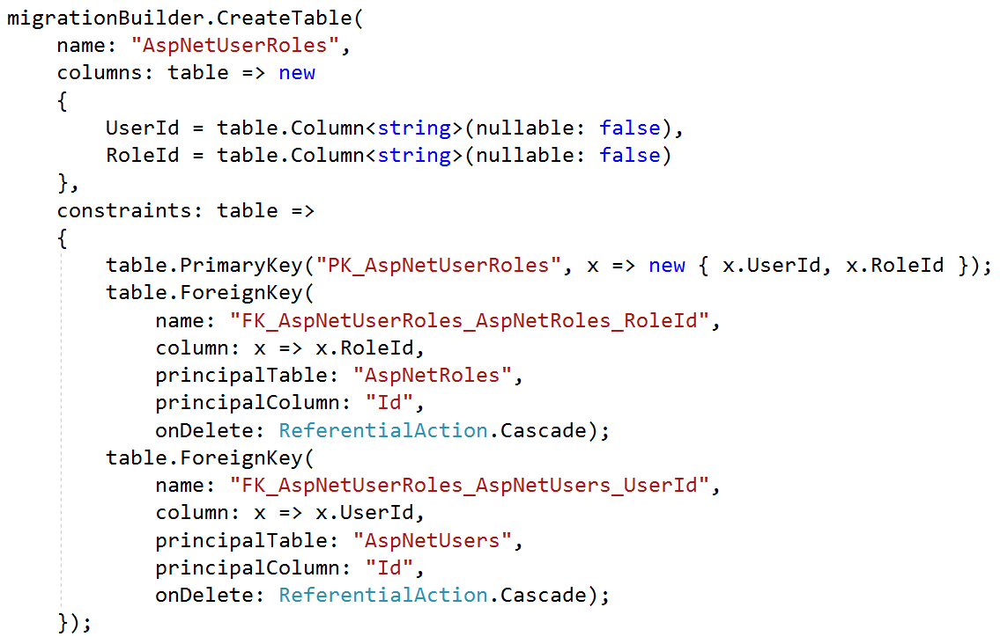 migrationBuilder.CreateTable(
    name: "AspNetUserRoles",
    columns: table => new
    {
        UserId = table.Column<string>(nullable: false),
        RoleId = table.Column<string>(nullable: false)
    },
    constraints: table =>
    {
        table.PrimaryKey("PK_AspNetUserRoles", x => new { x.UserId, x.RoleId });
        table.ForeignKey(
            name: "FK_AspNetUserRoles_AspNetRoles_RoleId",
            column: x => x.RoleId,
            principalTable: "AspNetRoles",
            principalColumn: "Id",
            onDelete: ReferentialAction.Cascade);
        table.ForeignKey(
            name: "FK_AspNetUserRoles_AspNetUsers_UserId",
            column: x => x.UserId,
            principalTable: "AspNetUsers",
            principalColumn: "Id",
            onDelete: ReferentialAction.Cascade);
    });